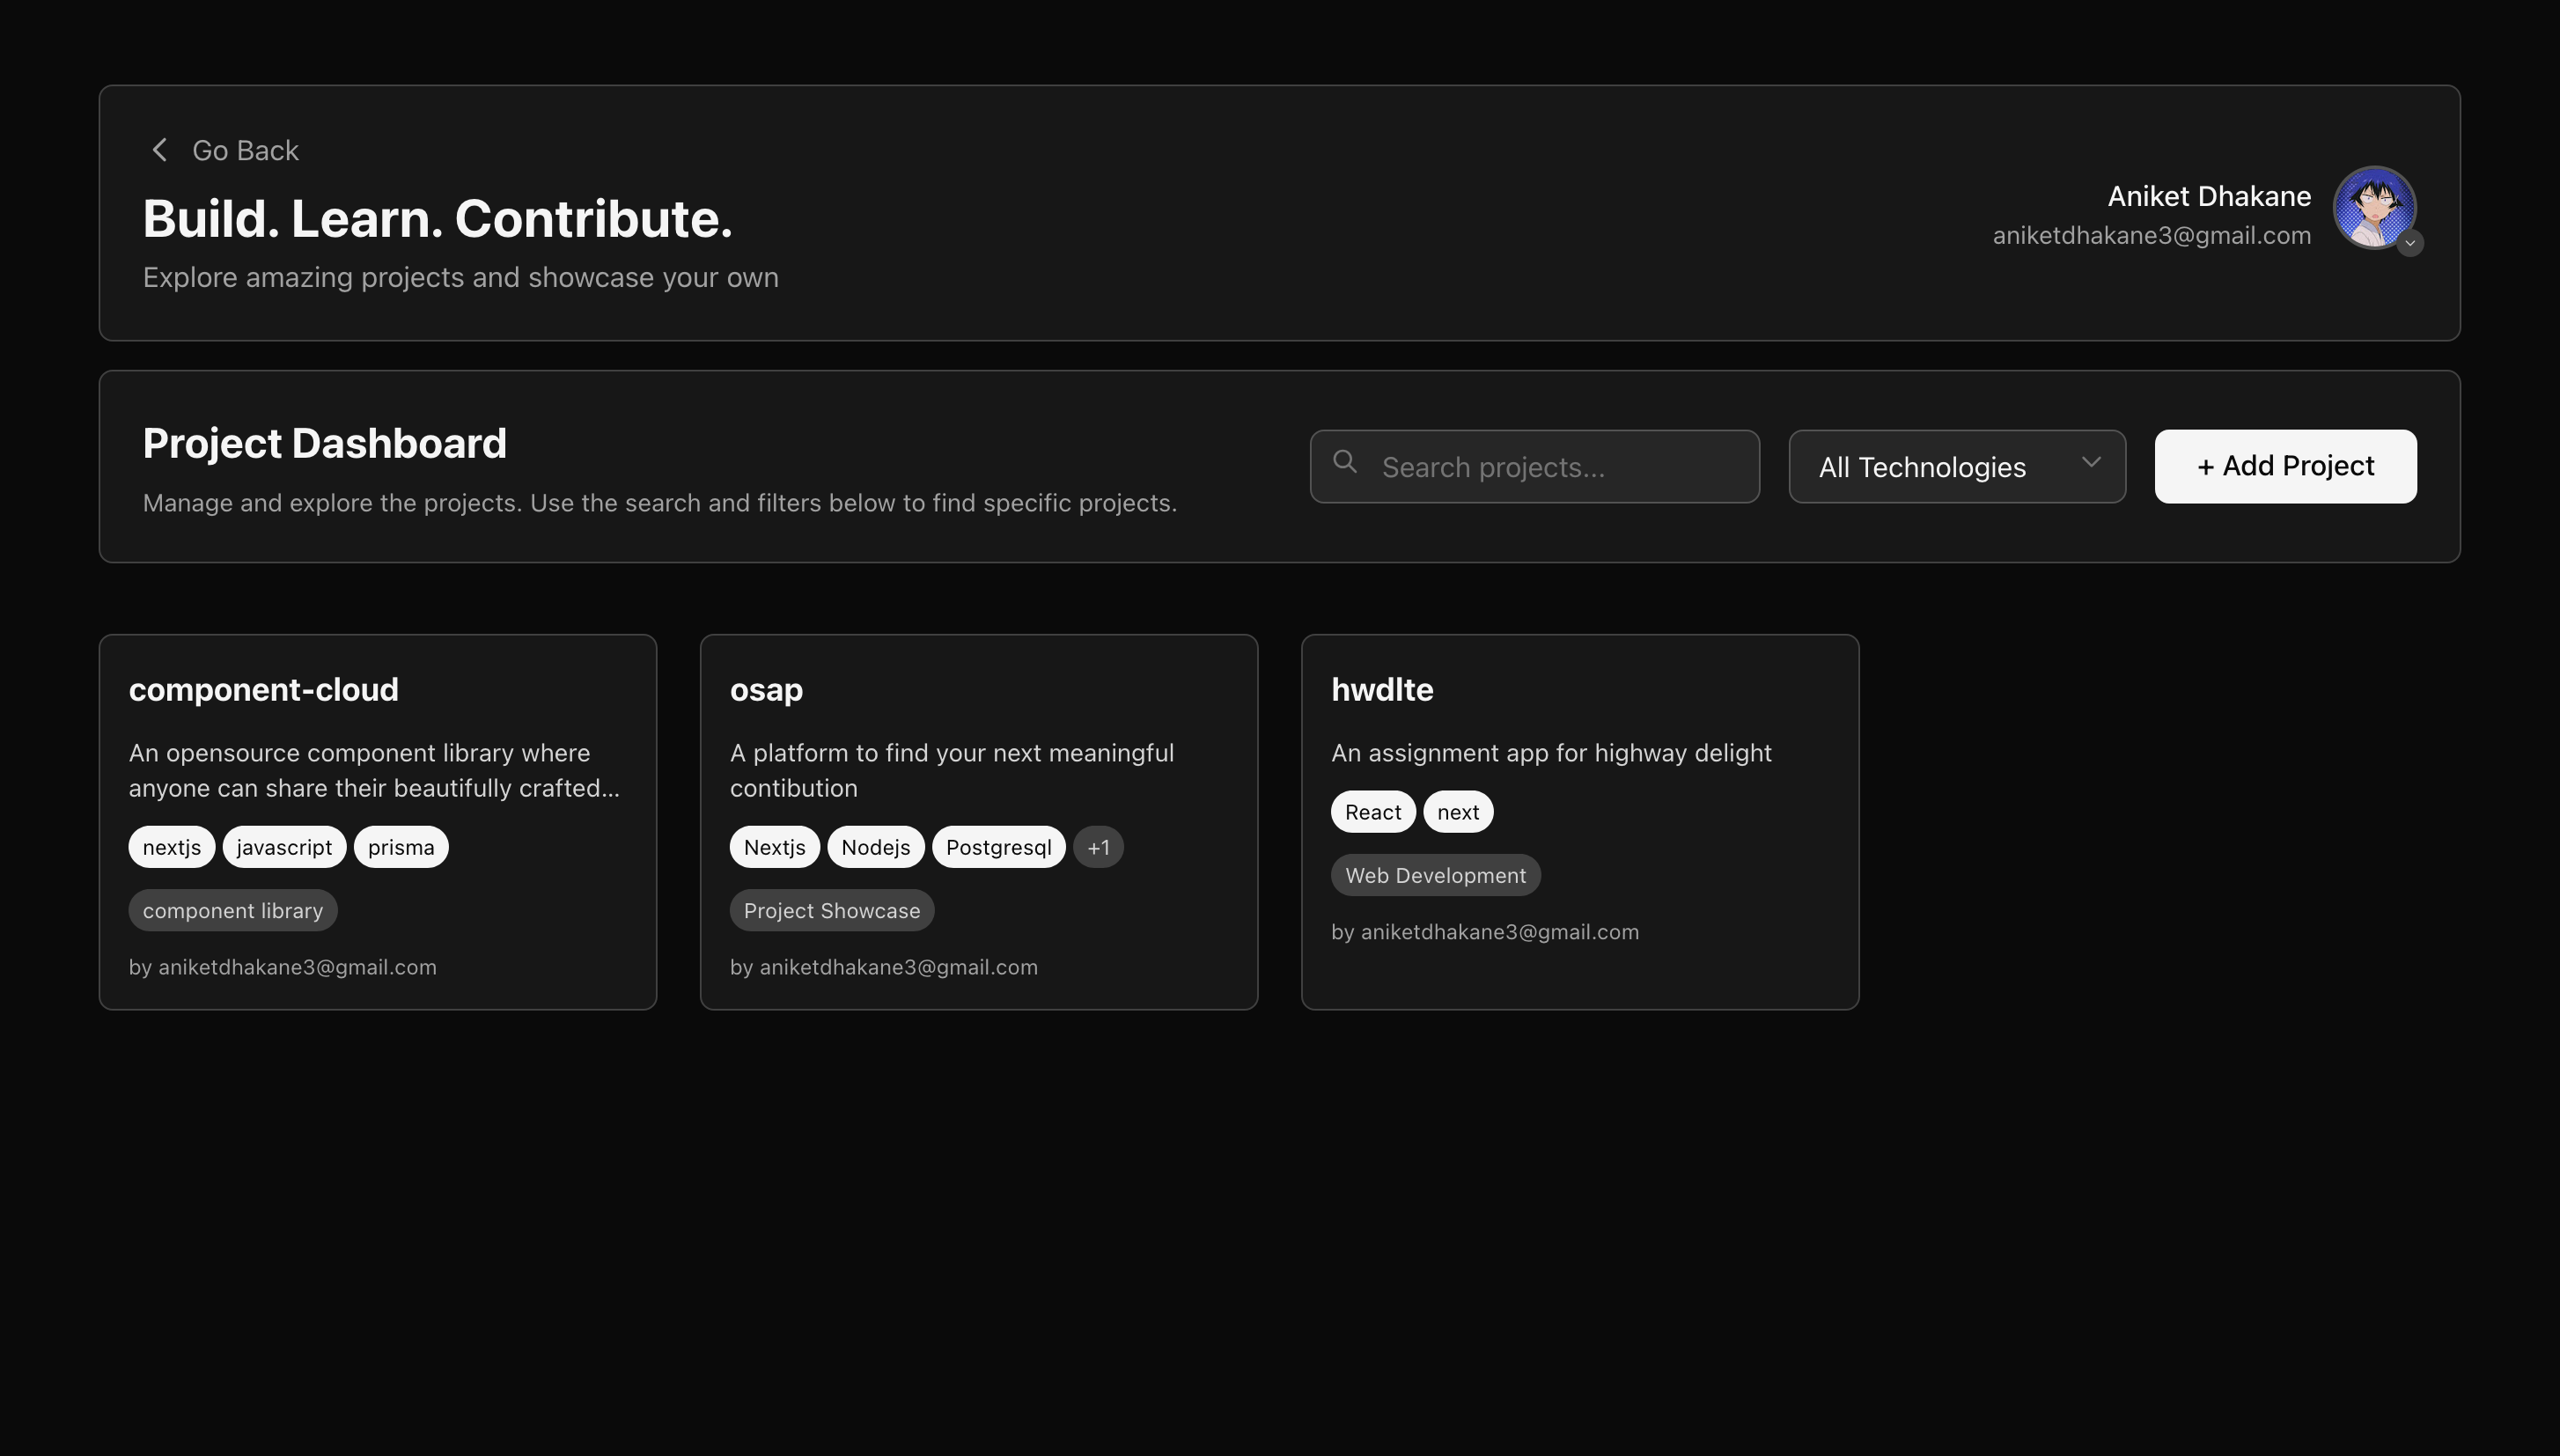 Go Back
Build. Learn. Contribute.
Explore amazing projects and showcase your own
Aniket Dhakane
aniketdhakane3@gmail.com
Project Dashboard
Manage and explore the projects. Use the search and filters below to find specific projects.
Search projects...
All Technologies
+ Add Project
component-cloud
An opensource component library where
anyone can share their beautifully crafted...
nextjs javascript prisma
component library
by aniketdhakane3@gmail.com
osap
A platform to find your next meaningful
contibution
Nextjs Nodejs Postgresql +1
Project Showcase
by aniketdhakane3@gmail.com
hwdlte
An assignment app for highway delight
React next
Web Development
by aniketdhakane3@gmail.com